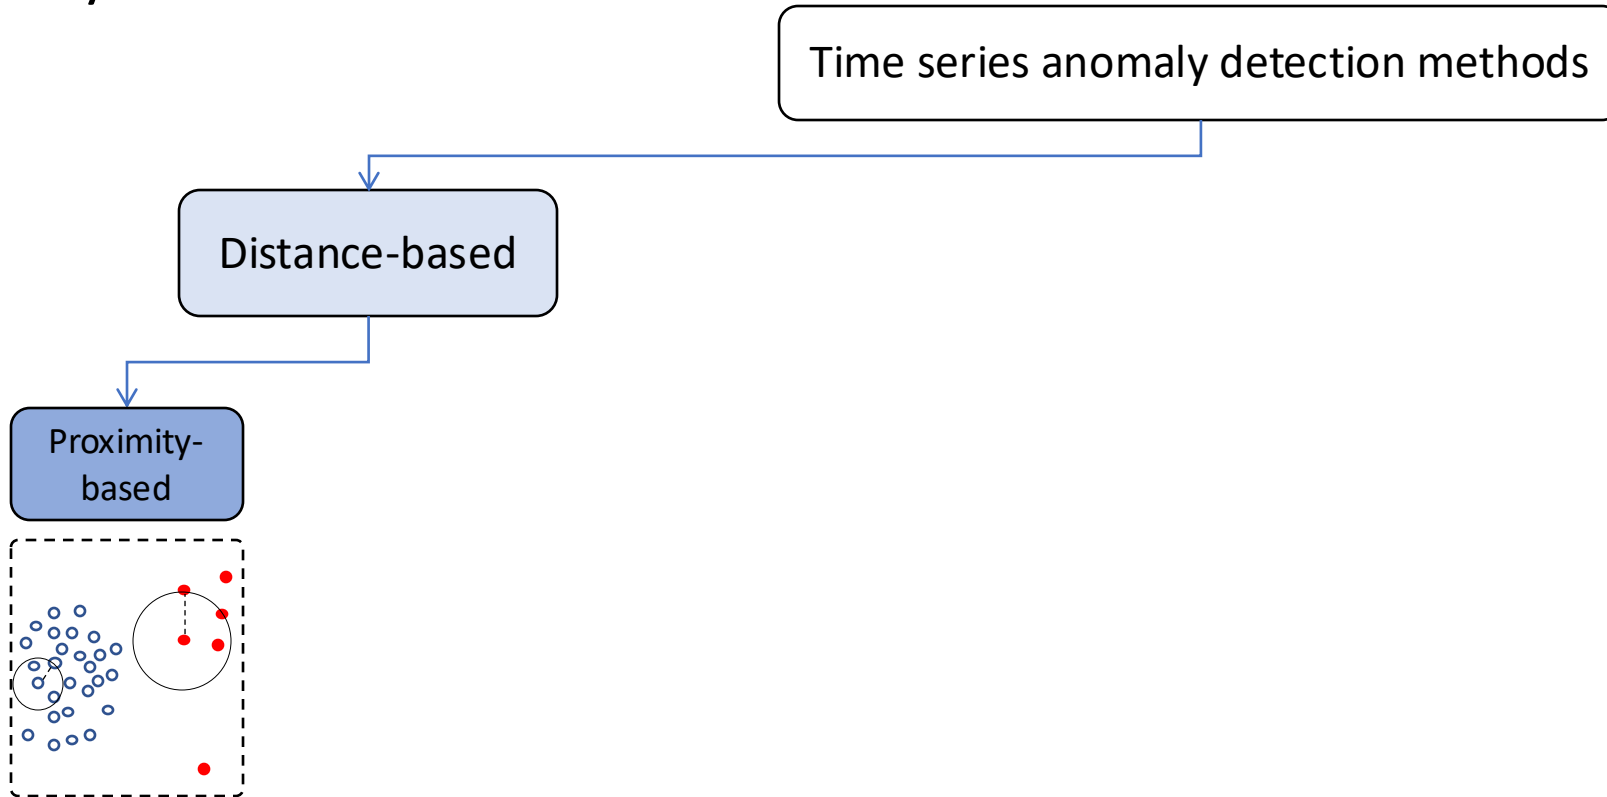 Time series anomaly detection methods
Distance-based
Proximity-
based